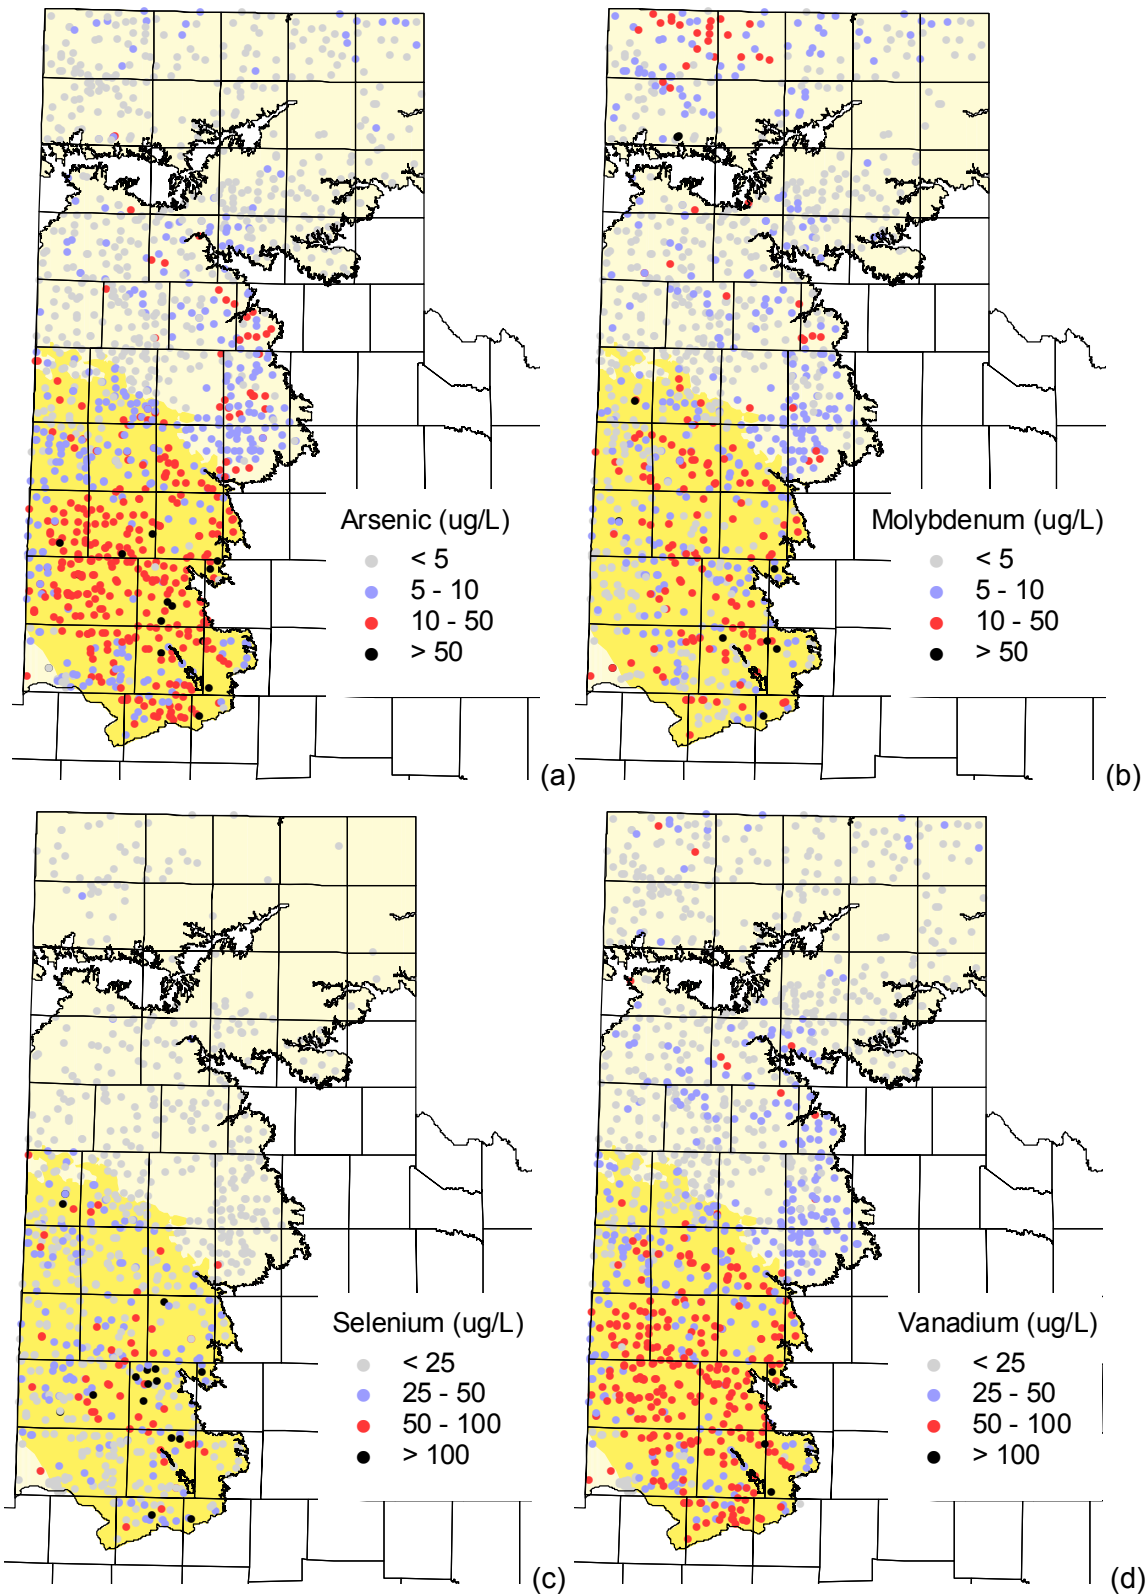 Arsenic (ug/L)
< 5
5 - 10
10 - 50
> 50
(a)
Molybdenum (ug/L)
< 5
5 - 10
10 - 50
> 50
(b)
Selenium (ug/L)
< 25
25 - 50
50 - 100
> 100
(c)
Vanadium (ug/L)
< 25
25 - 50
50 - 100
> 100
(d)